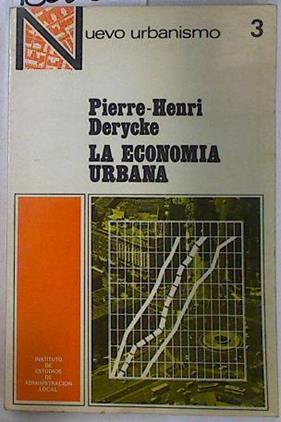 Nuevo urbanismo 3
Pierre-Henri
Derycke
LA ECONOMIA
URBANA
INSTITUTO
DE
ESTUDIOS
DE
ADMINISTRACION
LOCAL